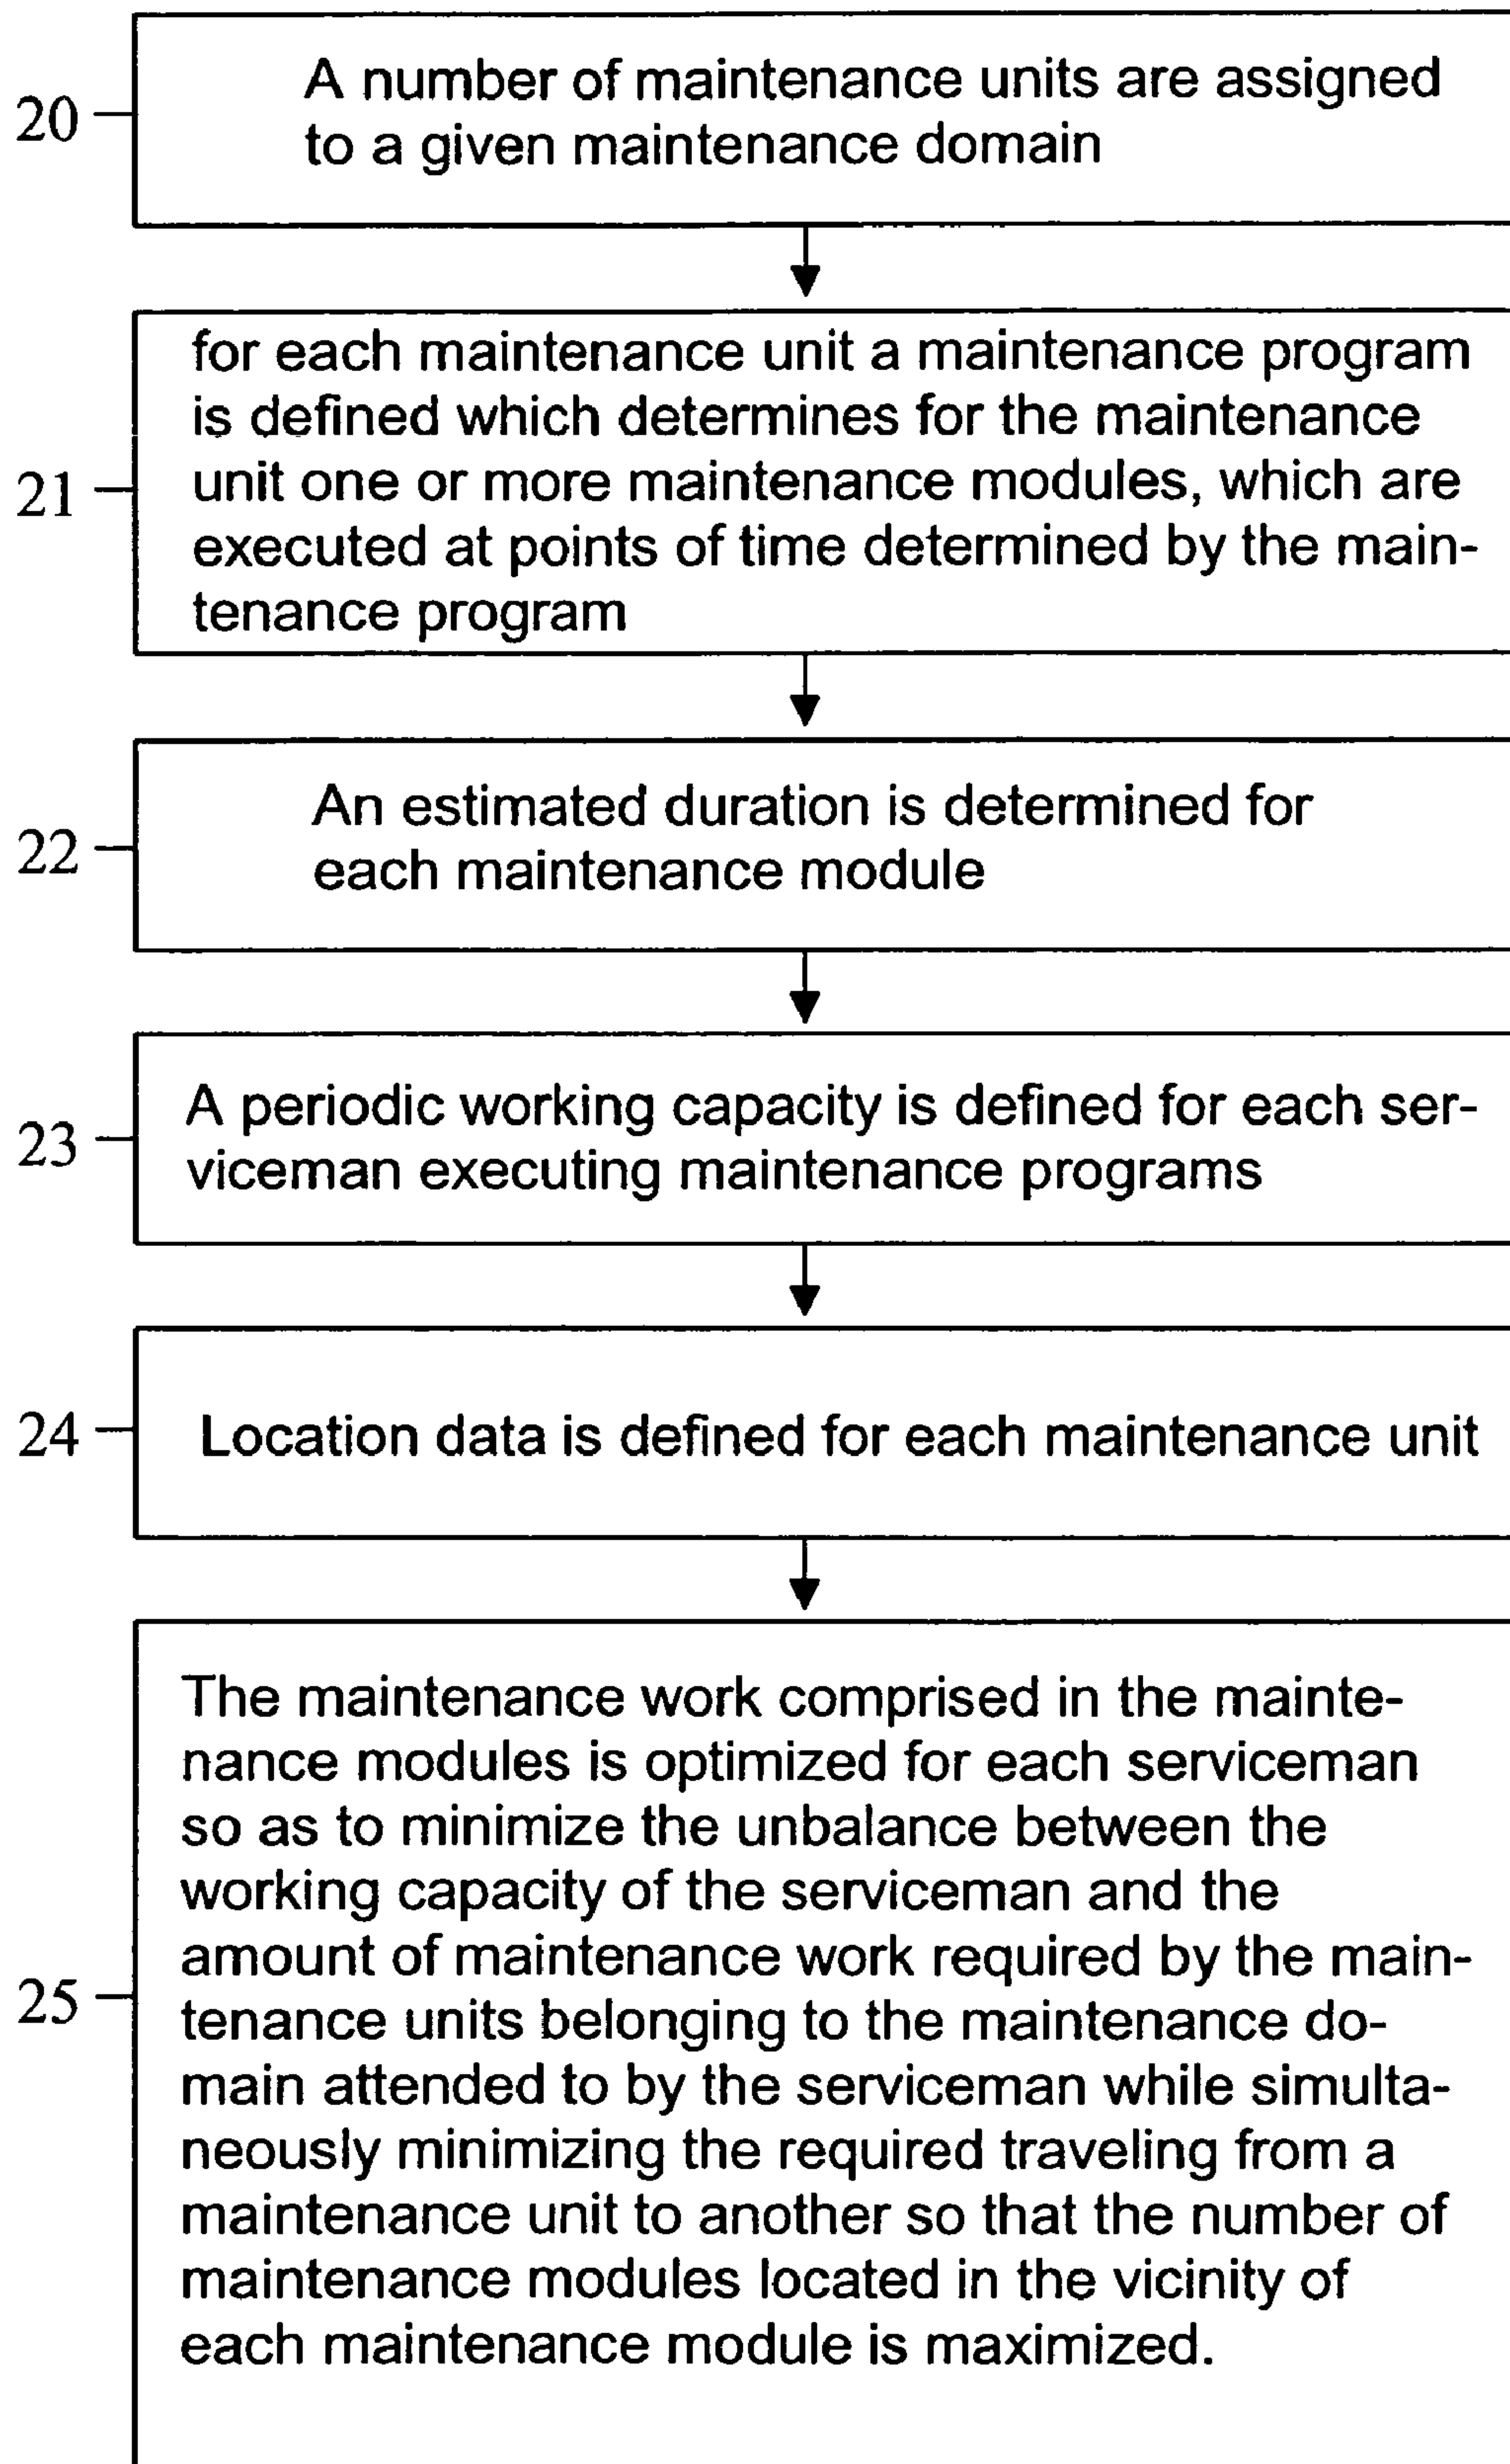 A number of maintenance units are assigned
20
to a given maintenance domain
for each maintenance unit a maintenance program
is defined which determines for the maintenance
21
unit one or more maintenance modules, which are
executed at points of time determined by the main-
tenance program
An estimated duration is determined for
22
each maintenance module
A periodic working capacity is defined for each ser-
23
viceman executing maintenance programs
24
Location data is defined for each maintenance unit
The maintenance work comprised in the mainte-
nance modules is optimized for each serviceman
so as to minimize the unbalance between the
working capacity of the serviceman and the
amount of maintenance work required by the main-
25
tenance units belonging to the maintenance do-
main attended to by the serviceman while simulta-
neously minimizing the required traveling from a
maintenance unit to another so that the number of
maintenance modules located in the vicinity of
each maintenance module is maximized.